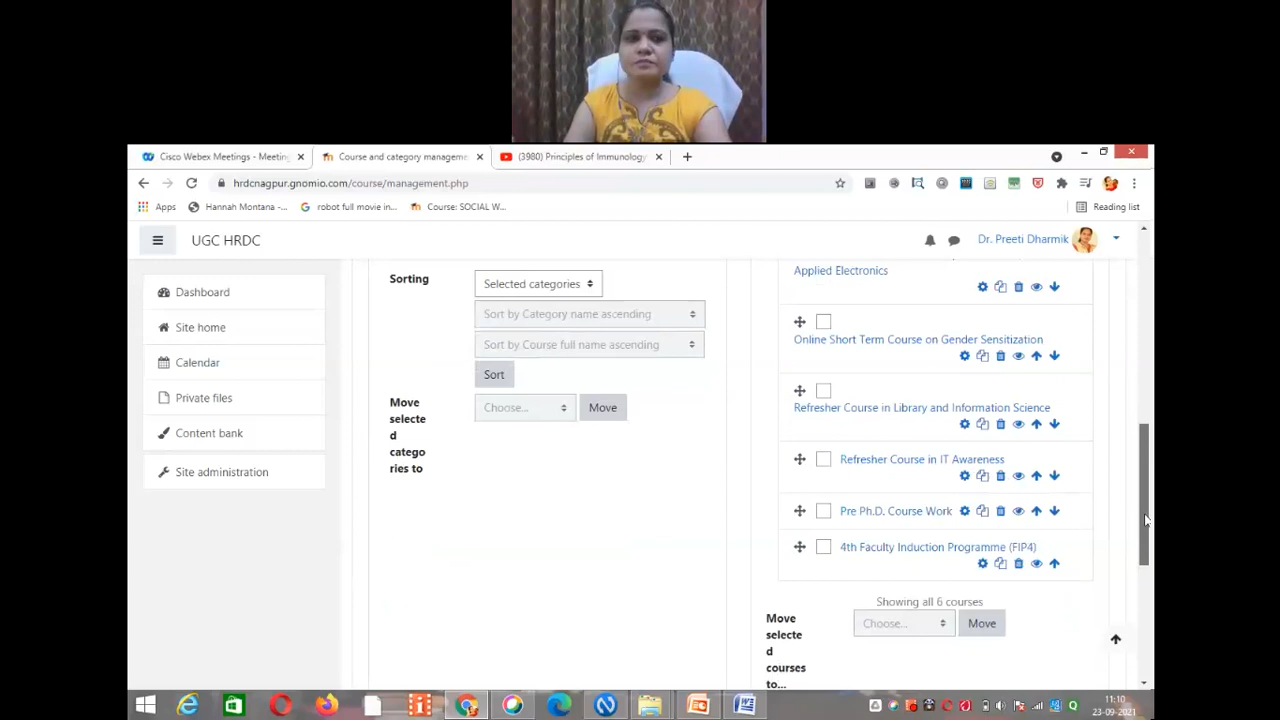 Cisco Webex Meetings - Meeting
Course and category manageme
(3980) Principles of Immunology
hrdcnagpur.gnomio.com/course/management.php
Apps
Hannah Montana -...
robot full movie in...
Course: SOCIAL W...
Reading list
UGC HRDC
Dr. Preeti Dharmik
Dashboard
Site home
Calendar
Private files
Content bank
Site administration
Sorting
Selected categories
Sort by Category name ascending
Sort by Course full name ascending
Sort
Move
selecte
d
catego
ries to
Choose...
Move
Applied Electronics
Online Short Term Course on Gender Sensitization
Refresher Course in Library and Information Science
Refresher Course in IT Awareness
Pre Ph.D. Course Work
4th Faculty Induction Programme (FIP4)
Showing all 6 courses
Move
selecte
d
courses
to...
Choose...
Move
11:10
23-09-2021